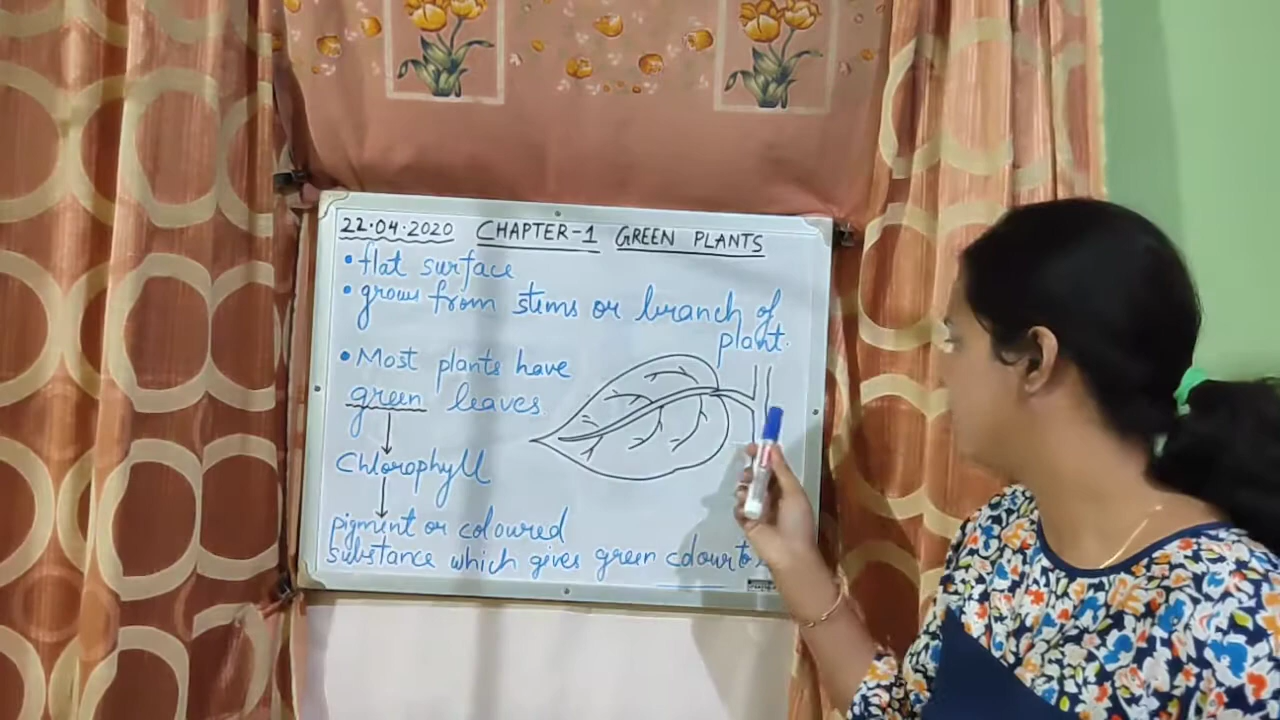 22.04.2020 CHAPTER-1 GREEN PLANTS
• flat surface
• grows from stems or branch of
plant.
• Most plants have
green leaves
Chlorophyll
pigment or coloured
substance which gives green colour to